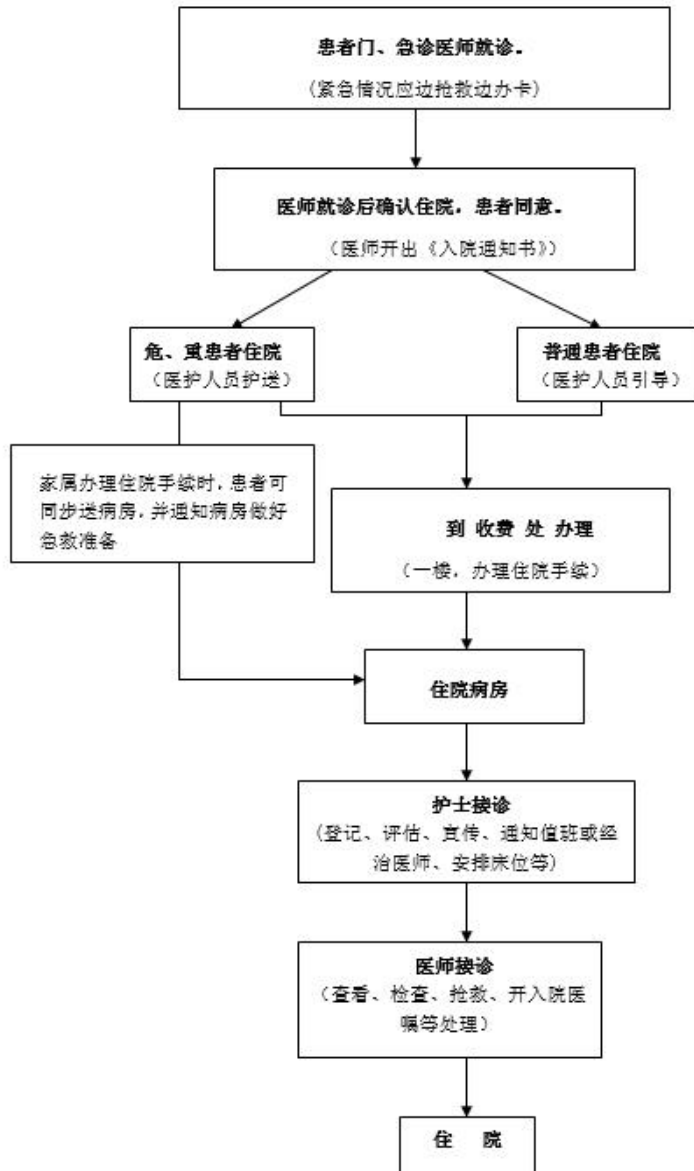 患者门、急诊医师就诊。
(紧急情况应边抢救边办卡)
医师就诊后确认住院，患者同意。
（医师开出《入院通知书》）
危、重患者住院
（医护人员护送）
普通患者住院
（医护人员引导）
家属办理住院手续时，患者可
同步送病房，并通知病房做好
急救准备
到 收费 处 办理
（一楼，办理住院手续）
住院病房
护士接诊
(登记、评估、宣传、通知值班或经
治医师、安排床位等)
医师接诊
（查看、检查、抢救、开入院医
嘱等处理）
住 院